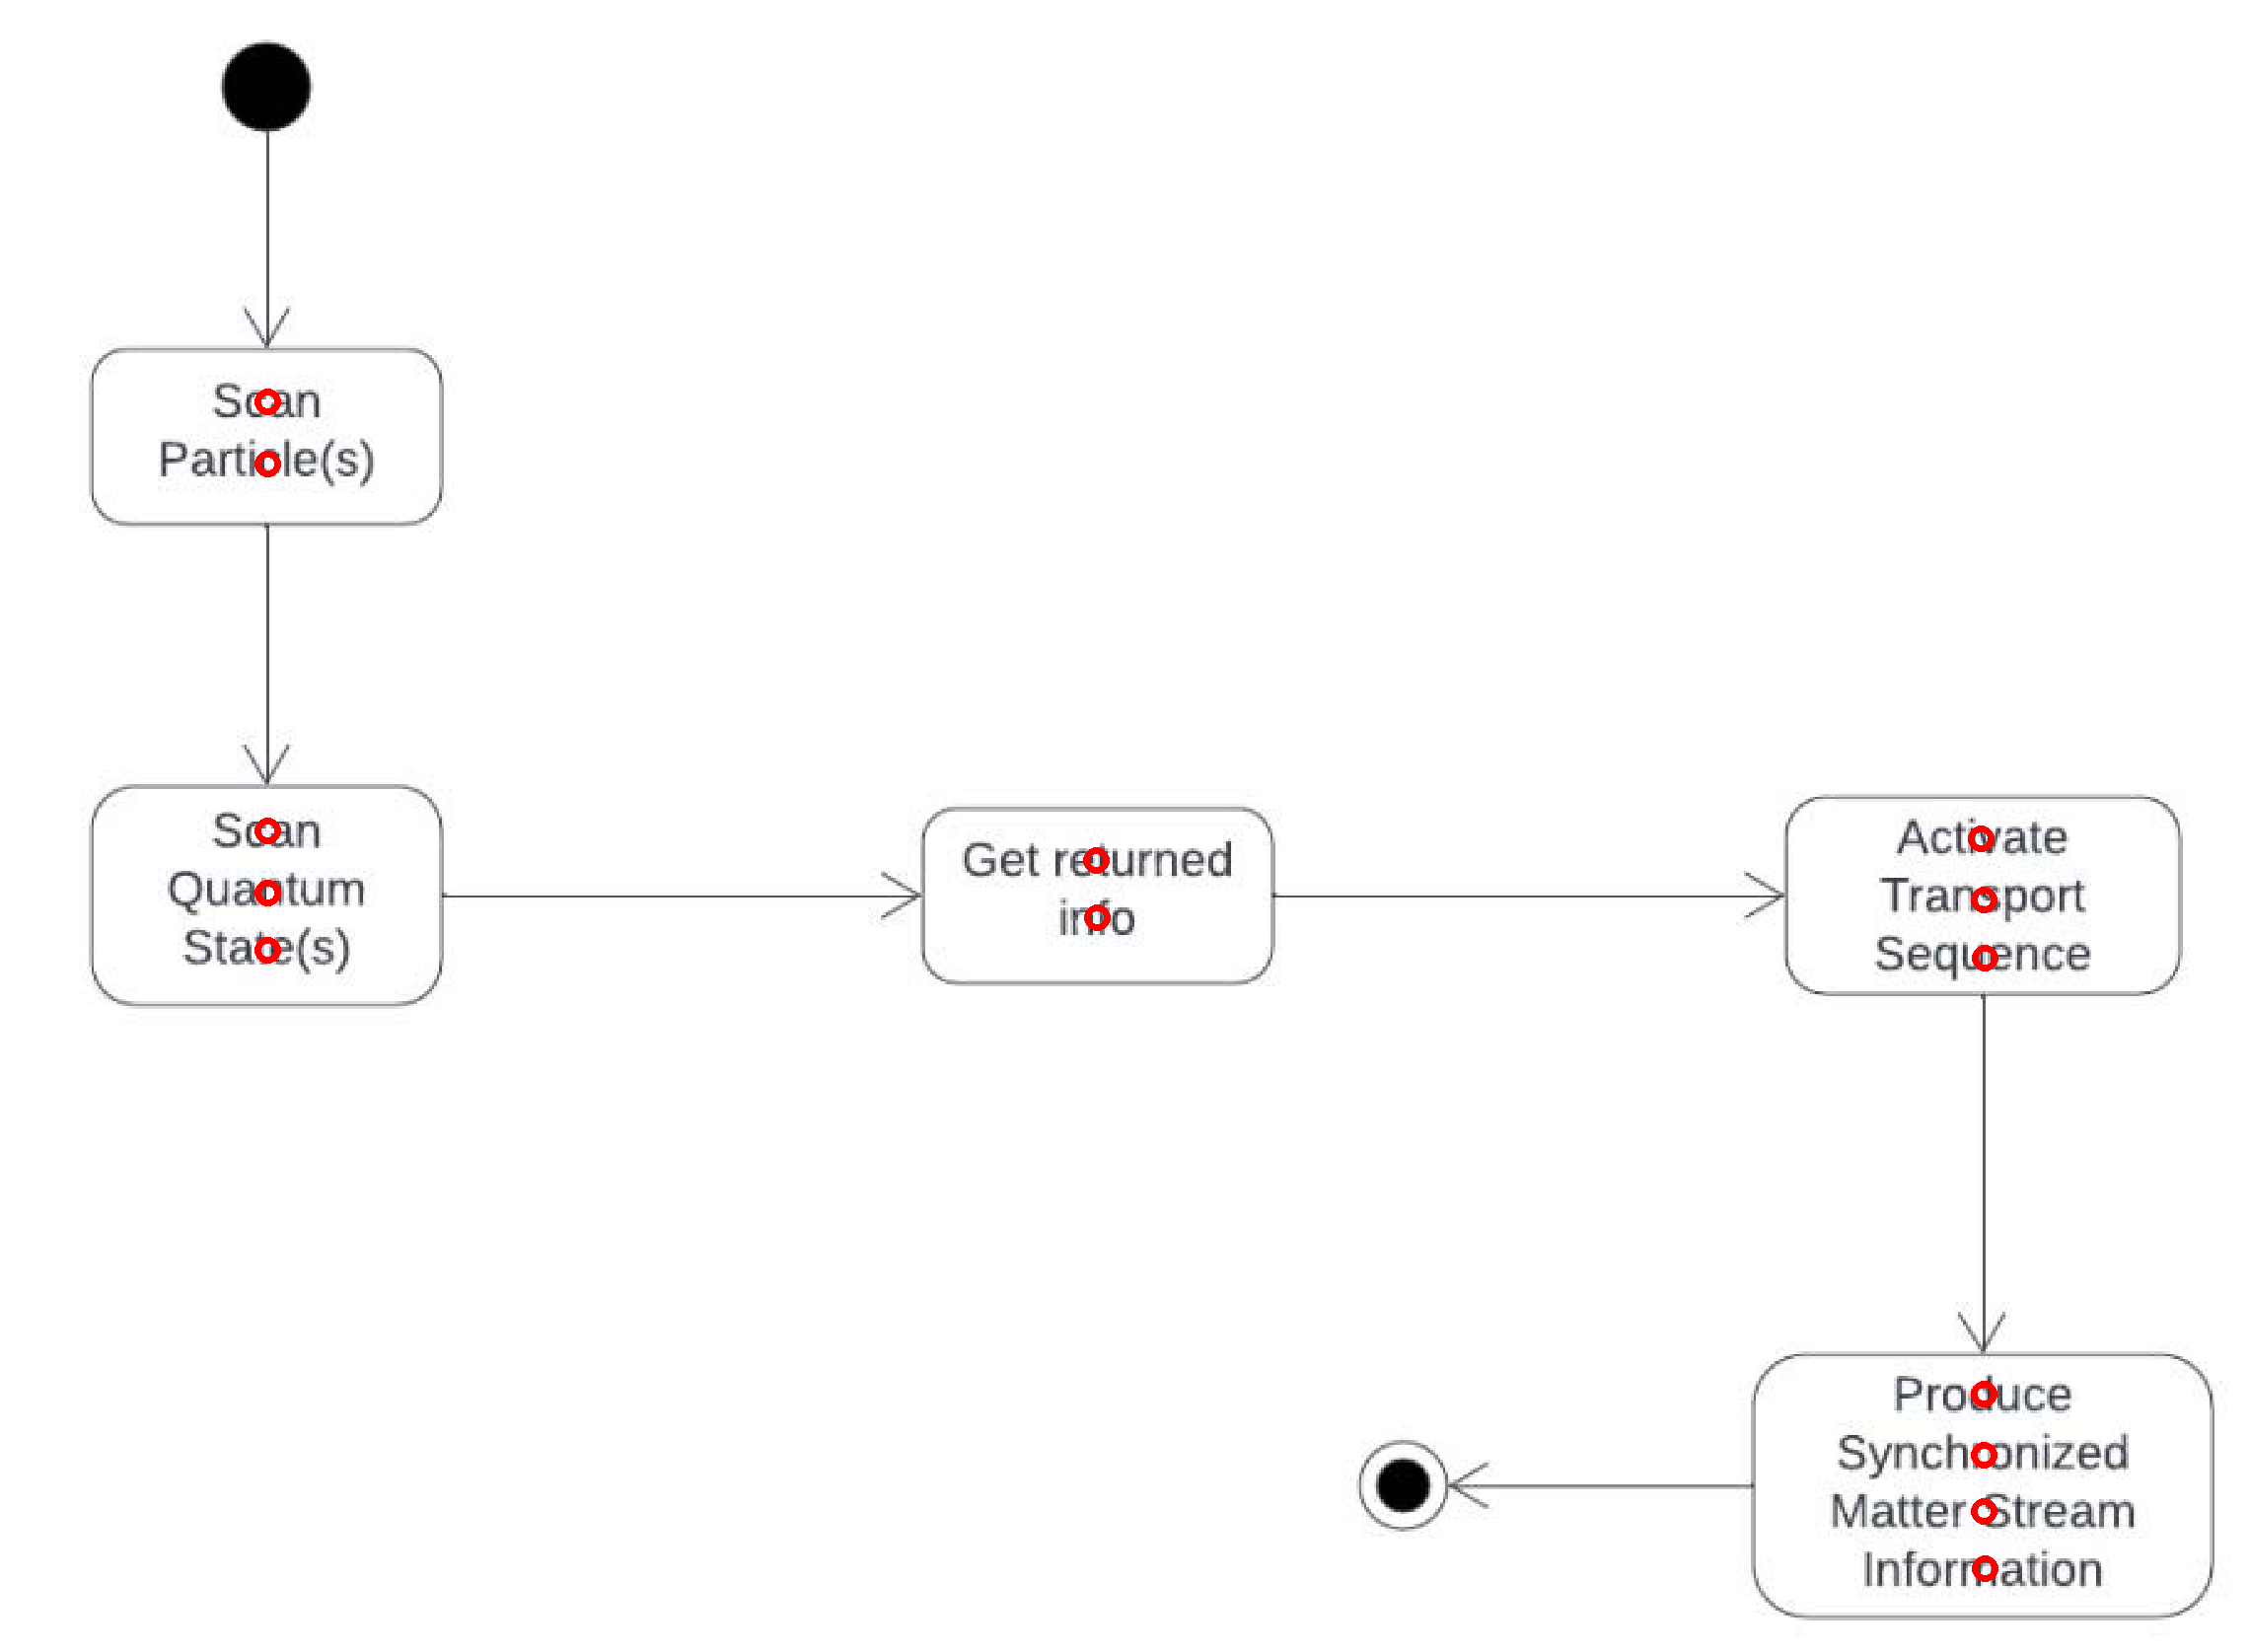 Scan
Particle(s)
Scan
Quantum
State(s)
Get returned
info
Activate
Transport
Sequence
Produce
Synchronized
Matter Stream
Information